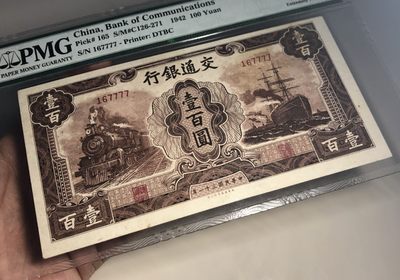 PMG
PAPER MONEY GUARANTY
China, Bank of Communications
Pick# 165 S/M#C126-271 1942 100 Yuan
S/N 167777 - Printer: DTBC
交通銀行
167777
167777
壹百
壹百
壹百圓
壹百
壹百